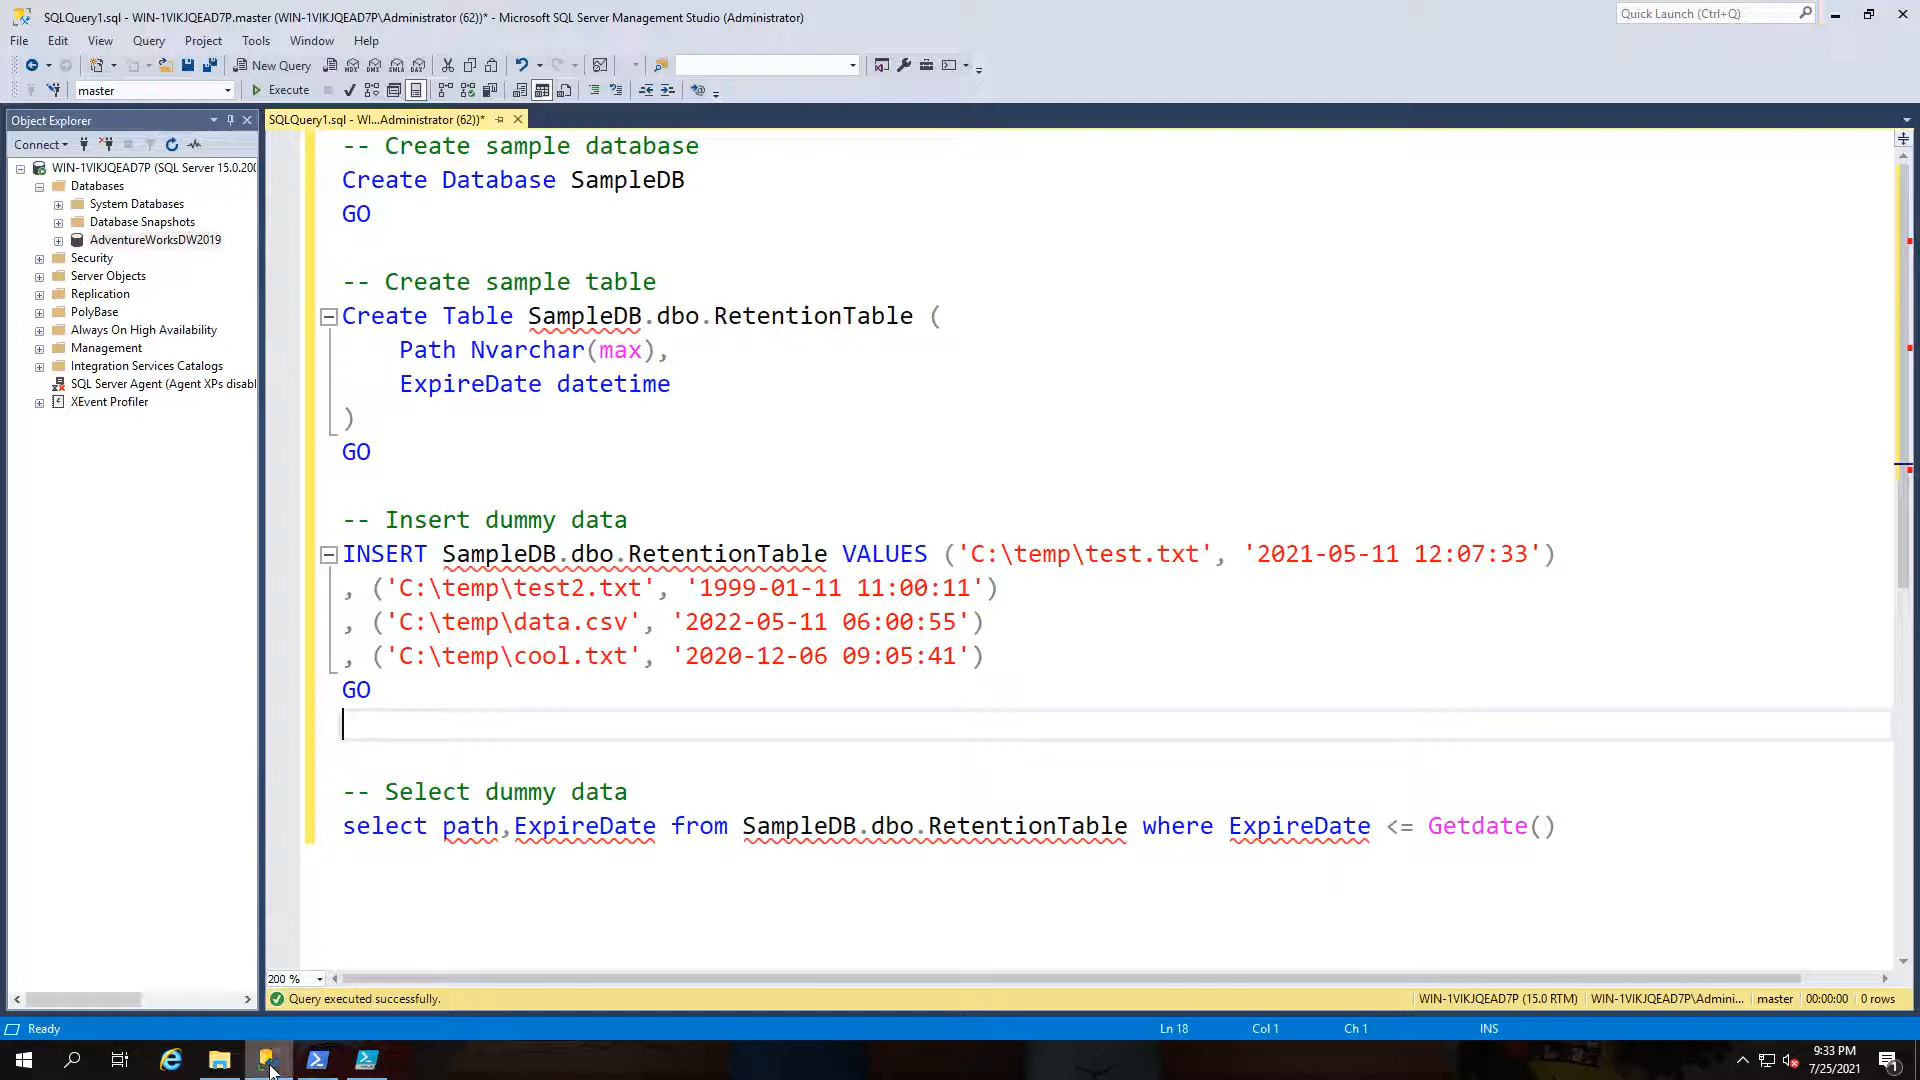 SQLQuery1.sql - WIN-1VIKJQEAD7P.master (WIN-1VIKJQEAD7P\Administrator (62))* - Microsoft SQL Server Management Studio (Administrator)
Quick Launch (Ctrl+Q)
File Edit View Query Project Tools Window Help
New Query
MDX DMX XMLA DAX
master
Execute
Object Explorer
SQLQuery1.sql - WI...Administrator (62))*
Connect
WIN-1VIKJQEAD7P (SQL Server 15.0.200
Databases
System Databases
Database Snapshots
AdventureWorksDW2019
Security
Server Objects
Replication
PolyBase
Always On High Availability
Management
Integration Services Catalogs
SQL Server Agent (Agent XPs disabl
XEvent Profiler
-- Create sample database
Create Database SampleDB
GO
-- Create sample table
Create Table SampleDB.dbo.RetentionTable (
Path Nvarchar(max),
ExpireDate datetime
)
GO
-- Insert dummy data
INSERT SampleDB.dbo.RetentionTable VALUES ('C:\temp\test.txt', '2021-05-11 12:07:33')
, ('C:\temp\test2.txt', '1999-01-11 11:00:11')
, ('C:\temp\data.csv', '2022-05-11 06:00:55')
, ('C:\temp\cool.txt', '2020-12-06 09:05:41')
GO
-- Select dummy data
select path,ExpireDate from SampleDB.dbo.RetentionTable where ExpireDate <= Getdate()
200 %
Query executed successfully.
WIN-1VIKJQEAD7P (15.0 RTM) WIN-1VIKJQEAD7P\Admini... master 00:00:00 0 rows
Ready
Ln 18 Col 1 Ch 1 INS
9:33 PM
7/25/2021
1